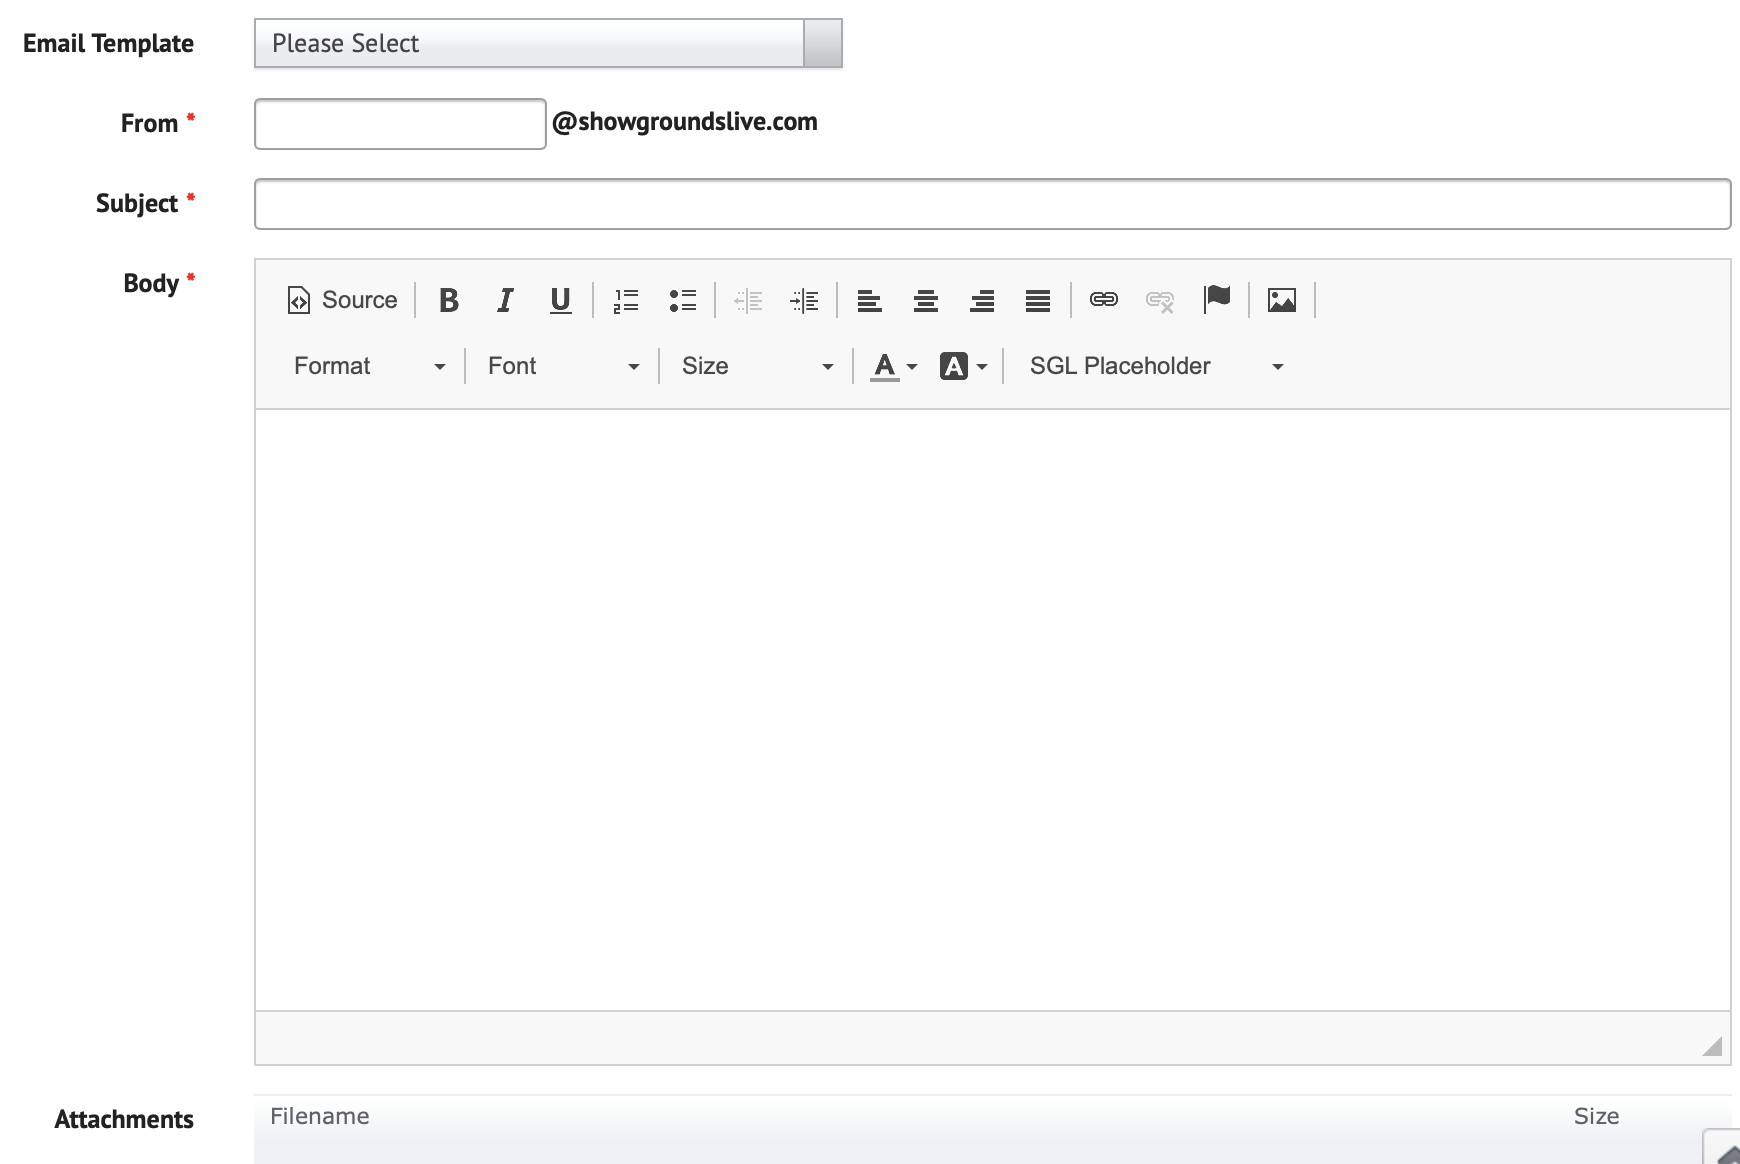 Email Template Please Select
From * @showgroundslive.com
Subject *
Body *
Source B I U
Format Font Size A A SGL Placeholder
Attachments Filename Size